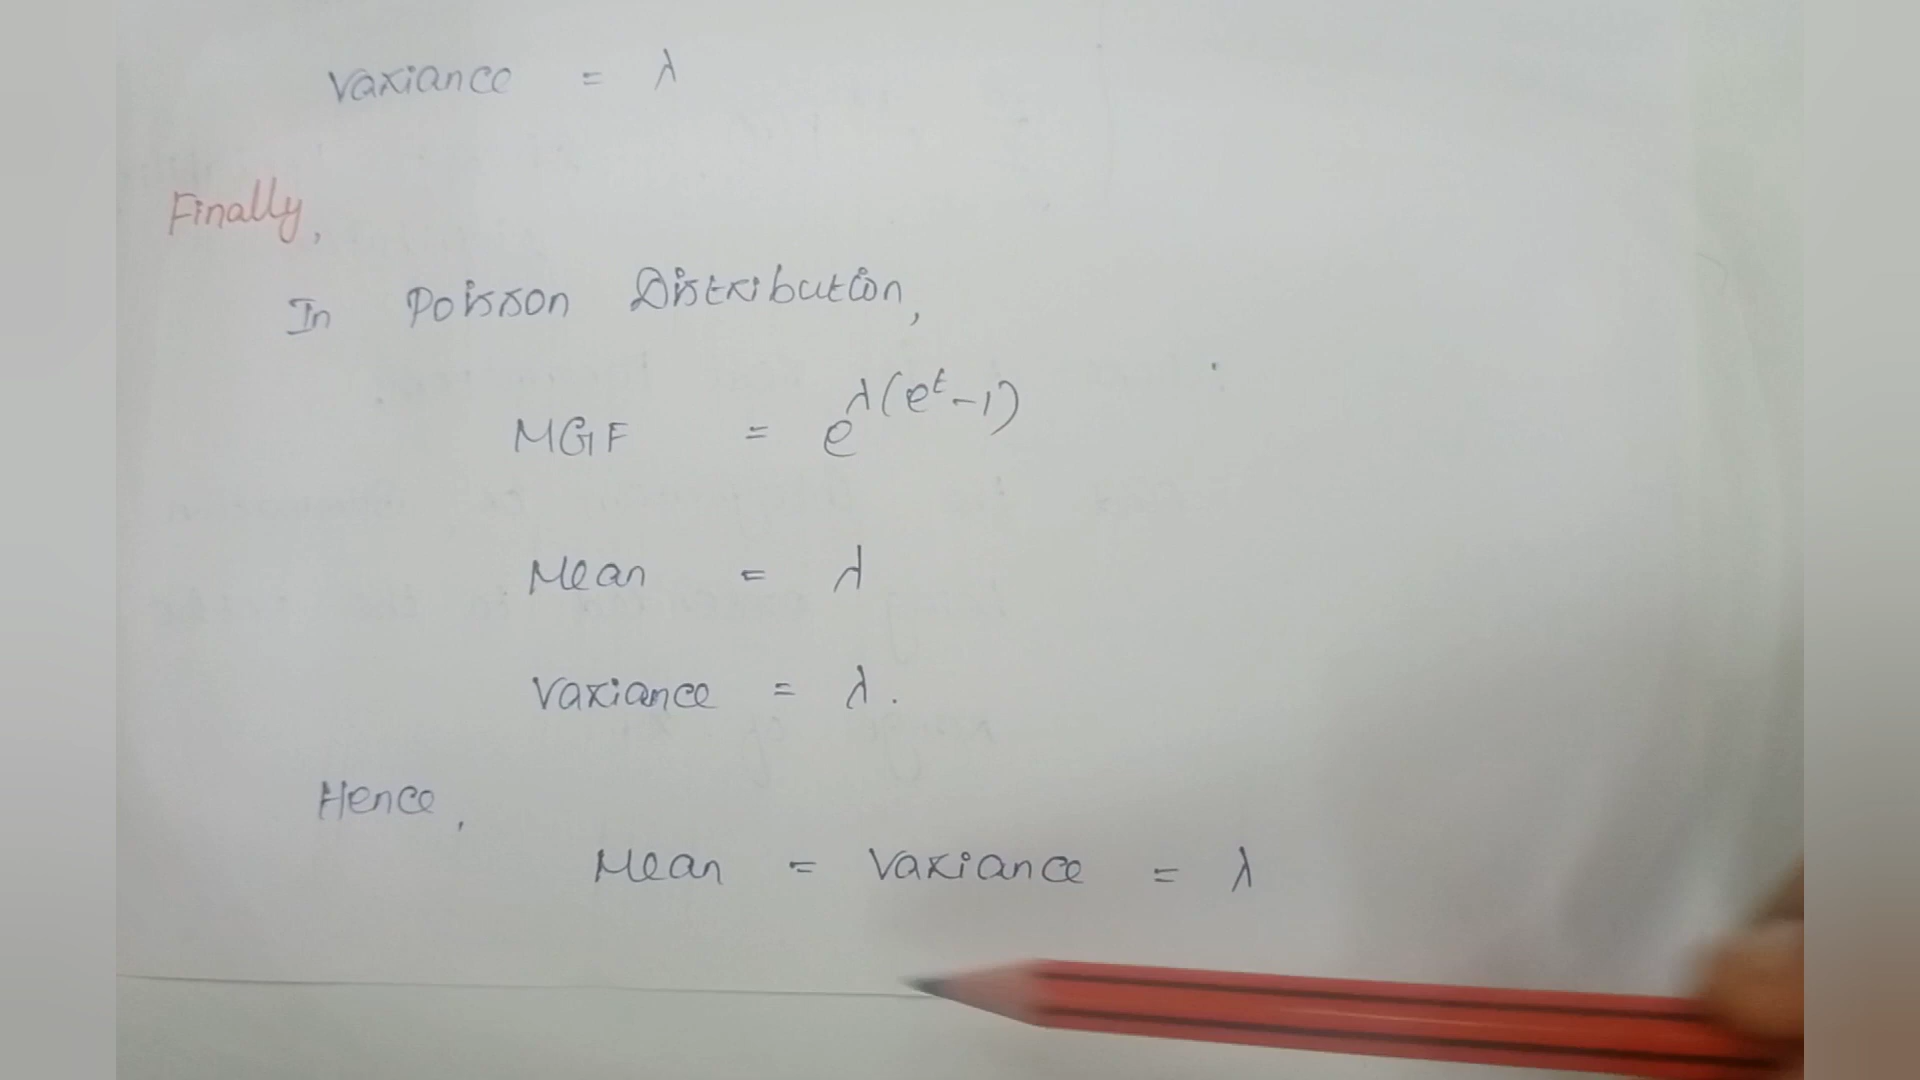 Variance = λ
Finally,
In Poisson Distribution,
MGF = e^λ(e^t-1)
Mean = λ
Variance = λ.
Hence,
Mean = Variance = λ